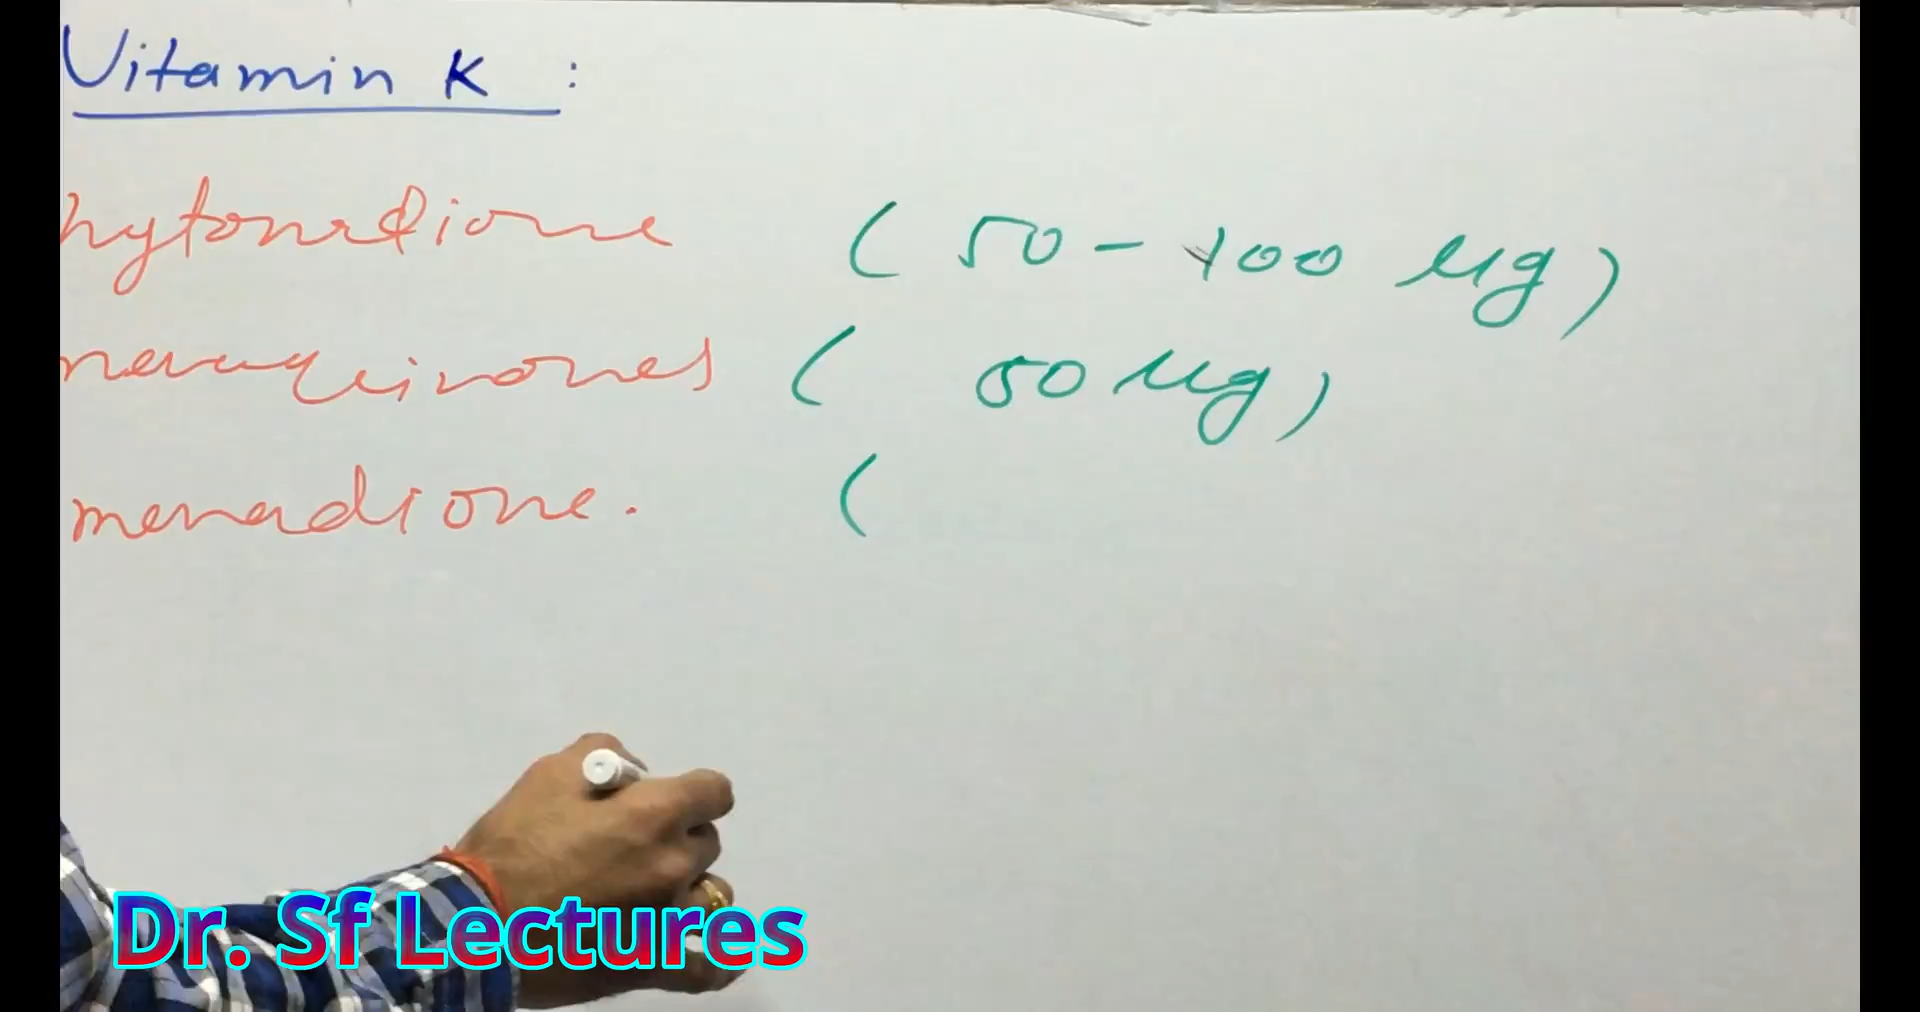 Vitamin K :
hytonadione ( 50 - 100 µg )
menaquinones ( 50 µg )
menadione. (
Dr. Sf Lectures